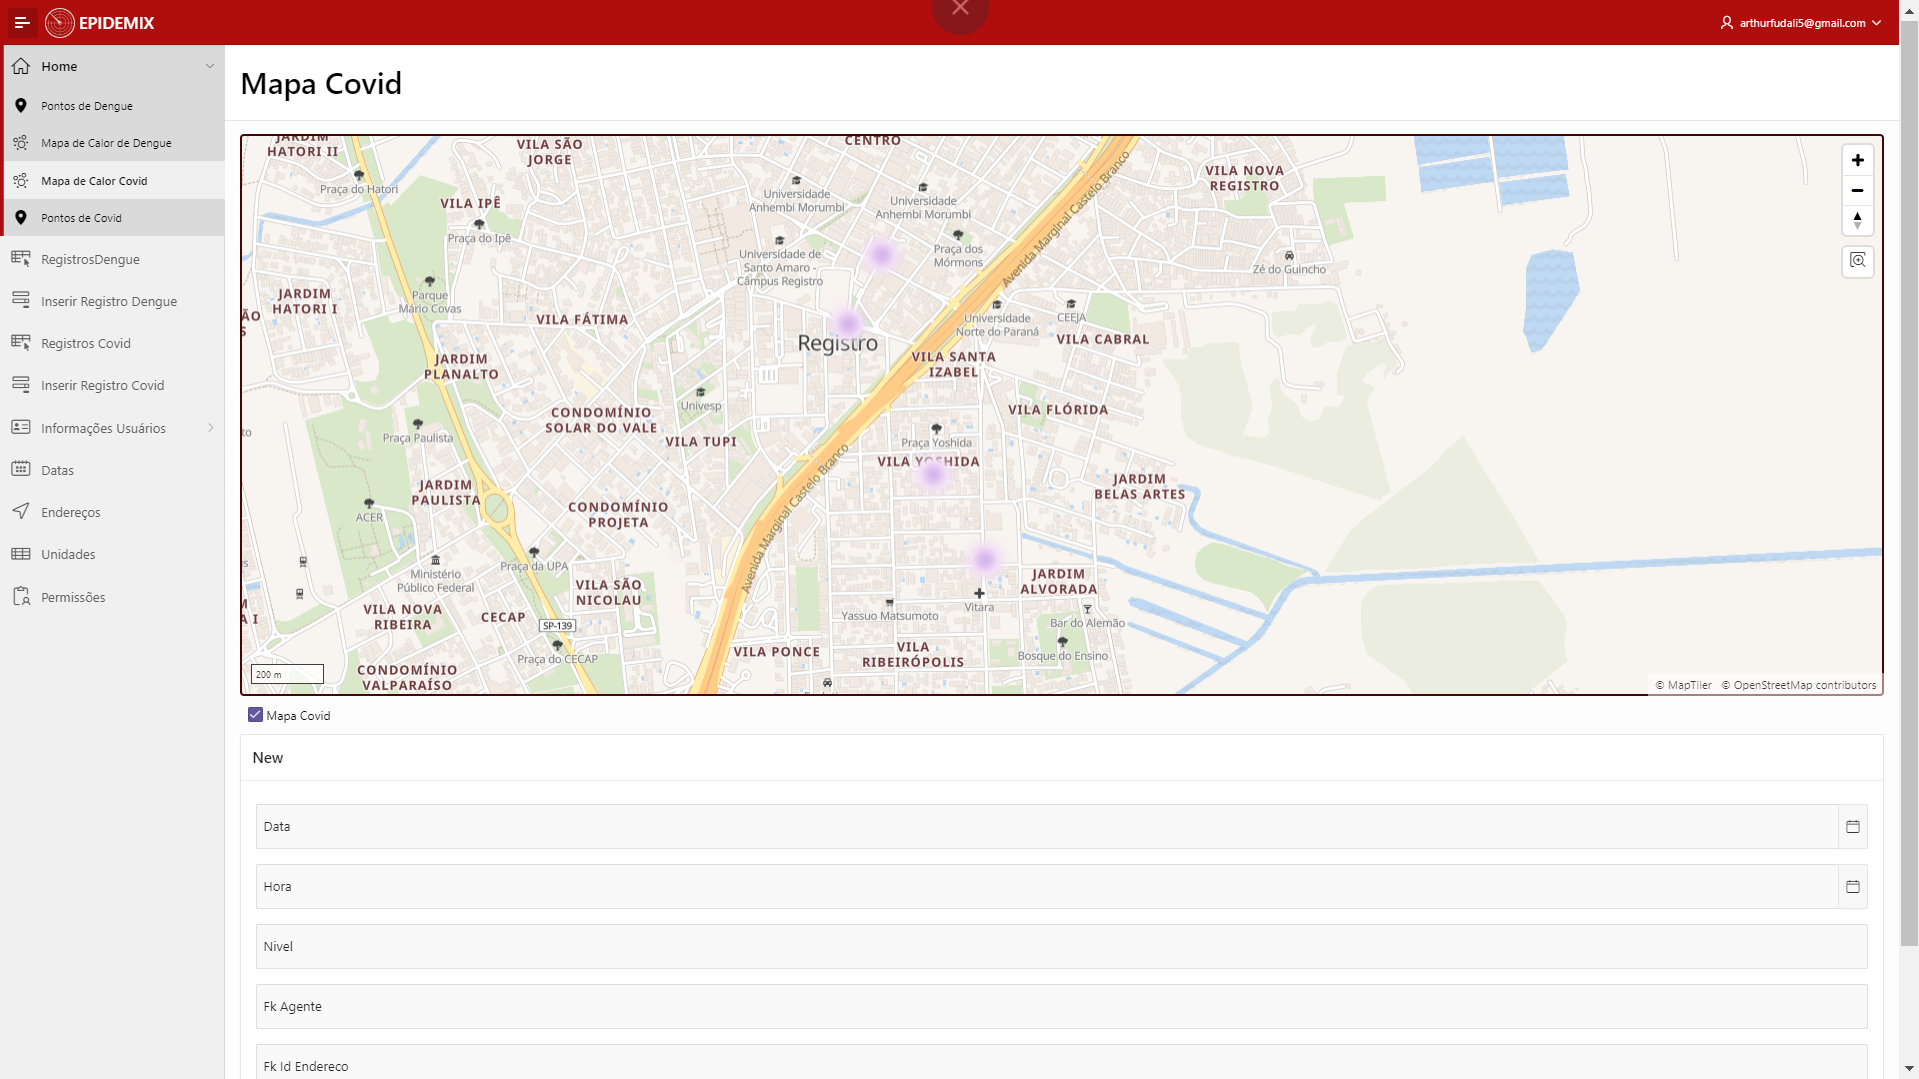 EPIDEMIX
arthurfudali5@gmail.com
Home
Pontos de Dengue
Mapa de Calor de Dengue
Mapa de Calor Covid
Pontos de Covid
RegistrosDengue
Inserir Registro Dengue
Registros Covid
Inserir Registro Covid
Informações Usuários
Datas
Endereços
Unidades
Permissões
Mapa Covid
JARDIM
HATORI II
VILA SÃO
JORGE
CENTRO
VILA NOVA
REGISTRO
Praça do Hatori
VILA IPÊ
Praça do Ipê
Universidade
Anhembi Morumbi
Universidade
Anhembi Morumbi
Avenida Marginal Castelo Branco
Praça dos
Mórmons
Universidade de
Santo Amaro -
Câmpus Registro
Zé do Guincho
JARDIM
HATORI I
Parque
Mário Covas
VILA FÁTIMA
Registro
Universidade
Norte do Paraná
CEEJA
VILA CABRAL
JARDIM
PLANALTO
VILA SANTA
IZABEL
Univesp
CONDOMÍNIO
SOLAR DO VALE
VILA FLÓRIDA
Praça Paulista
VILA TUPI
Praça Yoshida
VILA YOSHIDA
Avenida Marginal Castelo Branco
JARDIM
PAULISTA
JARDIM
BELAS ARTES
ACER
CONDOMÍNIO
PROJETA
Praça da UPA
Ministério
Público Federal
VILA SÃO
NICOLAU
JARDIM
ALVORADA
Vitara
Yassuo Matsumoto
Bar do Alemão
VILA NOVA
RIBEIRA
CECAP
SP-139
Praça do CECAP
VILA PONCE
VILA
RIBEIRÓPOLIS
Bosque do Ensino
CONDOMÍNIO
VALPARAÍSO
200 m
© MapTiler © OpenStreetMap contributors
Mapa Covid
New
Data
Hora
Nivel
Fk Agente
Fk Id Endereco